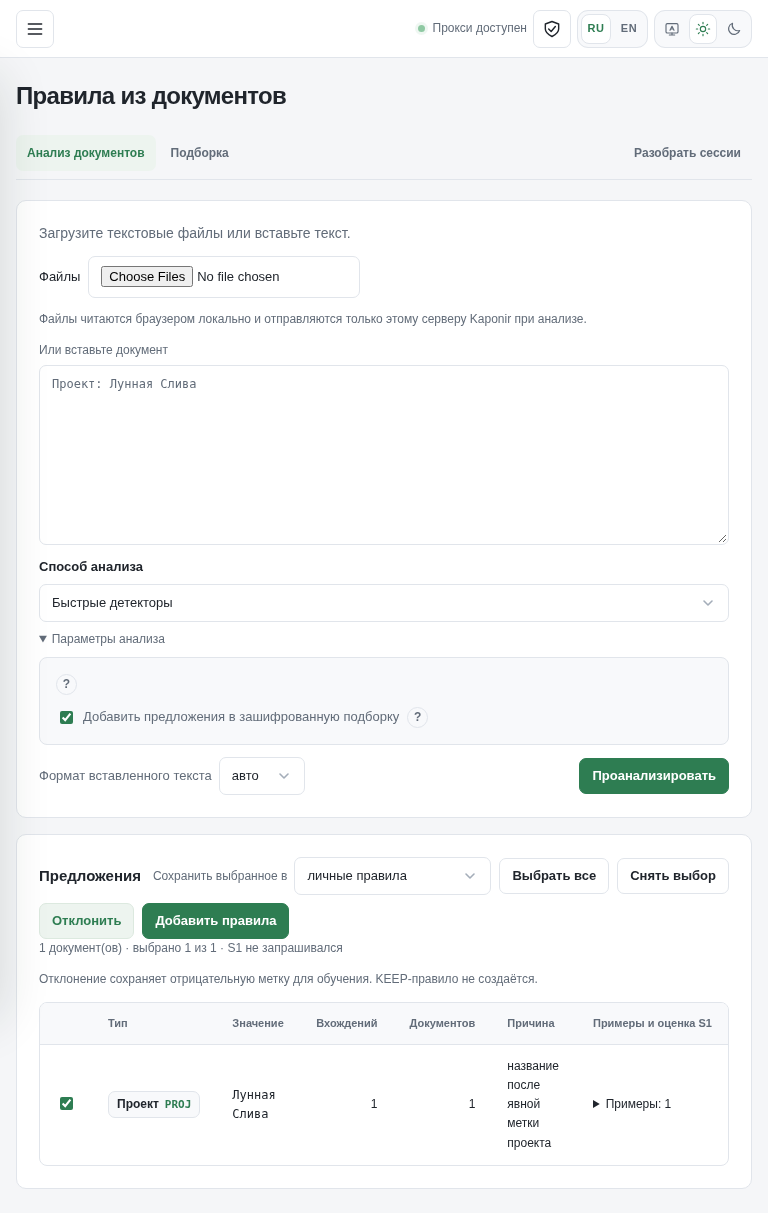 Прокси доступен
RU
EN
Правила из документов
Анализ документов
Подборка
Разобрать сессии
Загрузите текстовые файлы или вставьте текст.
Файлы
Choose Files No file chosen
Файлы читаются браузером локально и отправляются только этому серверу Kaponir при анализе.
Или вставьте документ
Проект: Лунная Слива
Способ анализа
Быстрые детекторы
▼ Параметры анализа
?
Добавить предложения в зашифрованную подборку ?
Формат вставленного текста авто
Проанализировать
Предложения Сохранить выбранное в личные правила Выбрать все Снять выбор
Отклонить Добавить правила
1 документ(ов) · выбрано 1 из 1 · S1 не запрашивался
Отклонение сохраняет отрицательную метку для обучения. KEEP-правило не создаётся.
Тип Значение Вхождений Документов Причина Примеры и оценка S1
Проект PROJ
Лунная
Слива
1
1
название
после
явной
метки
проекта
▶ Примеры: 1